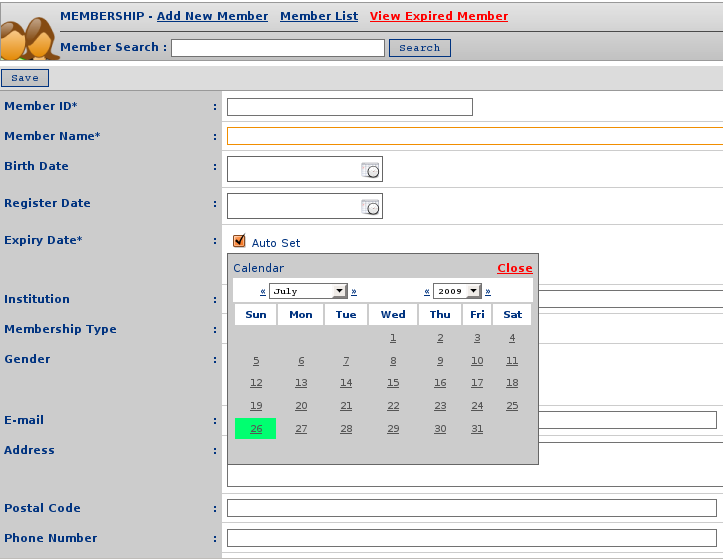 MEMBERSHIP - Add New Member Member List View Expired Member
Member Search : Search
Save
Member ID* :
Member Name* :
Birth Date :
Register Date :
Expiry Date* : Auto Set
Calendar Close
« July » « 2009 »
Sun Mon Tue Wed Thu Fri Sat
1 2 3 4
5 6 7 8 9 10 11
12 13 14 15 16 17 18
19 20 21 22 23 24 25
26 27 28 29 30 31
Institution :
Membership Type :
Gender :
E-mail :
Address :
Postal Code :
Phone Number :